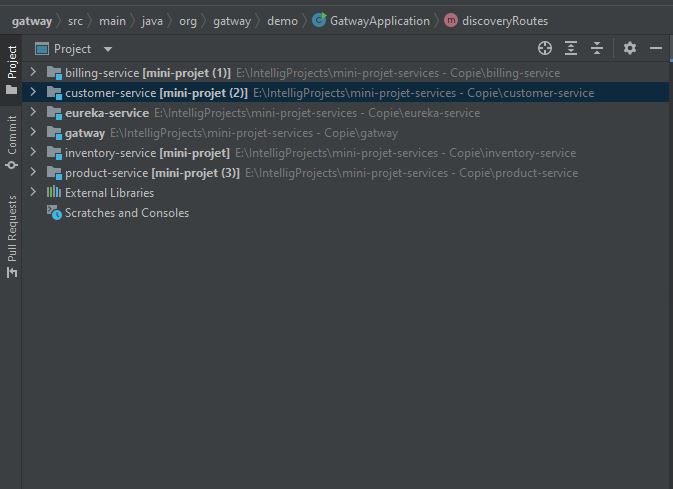 gatway src main java org gatway demo GatwayApplication discoveryRoutes
Project
Project
billing-service [mini-projet (1)] E:\IntelligProjects\mini-projet-services - Copie\billing-service
customer-service [mini-projet (2)] E:\IntelligProjects\mini-projet-services - Copie\customer-service
eureka-service E:\IntelligProjects\mini-projet-services - Copie\eureka-service
gatway E:\IntelligProjects\mini-projet-services - Copie\gatway
inventory-service [mini-projet] E:\IntelligProjects\mini-projet-services - Copie\inventory-service
product-service [mini-projet (3)] E:\IntelligProjects\mini-projet-services - Copie\product-service
External Libraries
Scratches and Consoles
Commit
Pull Requests